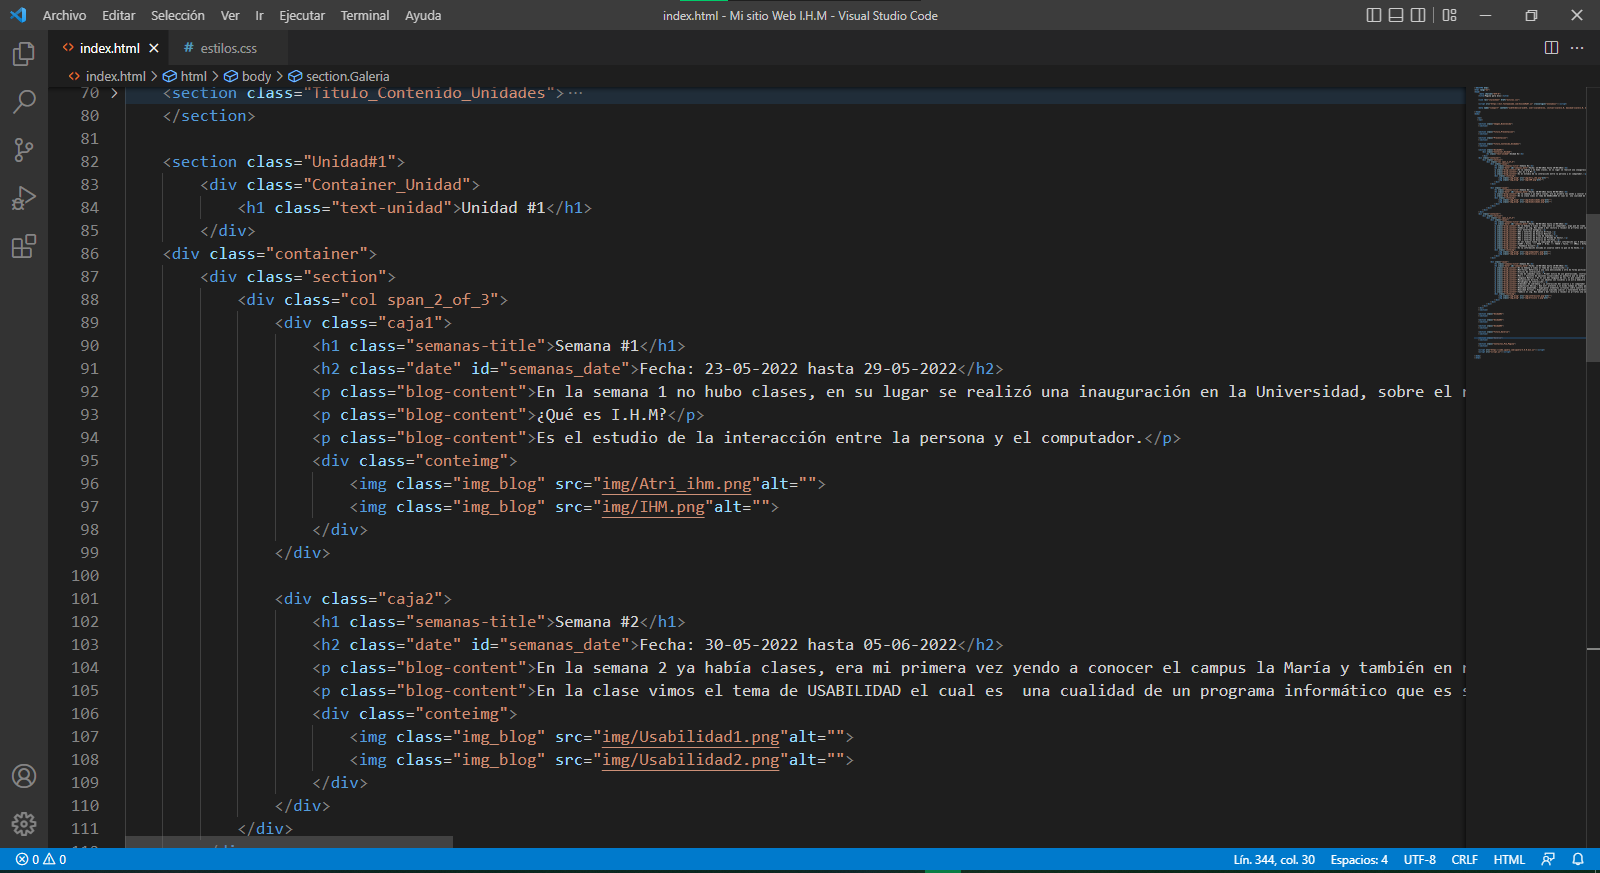 Archivo Editar Selección Ver Ir Ejecutar Terminal Ayuda index.html - Mi sitio Web I.H.M - Visual Studio Code
<> index.html × # estilos.css
<> index.html > html > body > section.Galeria
70 > <section class="Titulo_Contenido_Unidades">···
80 </section>
81
82 <section class="Unidad#1">
83 <div class="Container_Unidad">
84 <h1 class="text-unidad">Unidad #1</h1>
85 </div>
86 <div class="container">
87 <div class="section">
88 <div class="col span_2_of_3">
89 <div class="caja1">
90 <h1 class="semanas-title">Semana #1</h1>
91 <h2 class="date" id="semanas_date">Fecha: 23-05-2022 hasta 29-05-2022</h2>
92 <p class="blog-content">En la semana 1 no hubo clases, en su lugar se realizó una inauguración en la Universidad, sobre el
93 <p class="blog-content">¿Qué es I.H.M?</p>
94 <p class="blog-content">Es el estudio de la interacción entre la persona y el computador.</p>
95 <div class="conteimg">
96 <img class="img_blog" src="img/Atri_ihm.png"alt="">
97 <img class="img_blog" src="img/IHM.png"alt="">
98 </div>
99 </div>
100
101 <div class="caja2">
102 <h1 class="semanas-title">Semana #2</h1>
103 <h2 class="date" id="semanas_date">Fecha: 30-05-2022 hasta 05-06-2022</h2>
104 <p class="blog-content">En la semana 2 ya había clases, era mi primera vez yendo a conocer el campus la María y también en
105 <p class="blog-content">En la clase vimos el tema de USABILIDAD el cual es  una cualidad de un programa informático que es
106 <div class="conteimg">
107 <img class="img_blog" src="img/Usabilidad1.png"alt="">
108 <img class="img_blog" src="img/Usabilidad2.png"alt="">
109 </div>
110 </div>
111 </div>
0 0 Lín. 344, col. 30 Espacios: 4 UTF-8 CRLF HTML